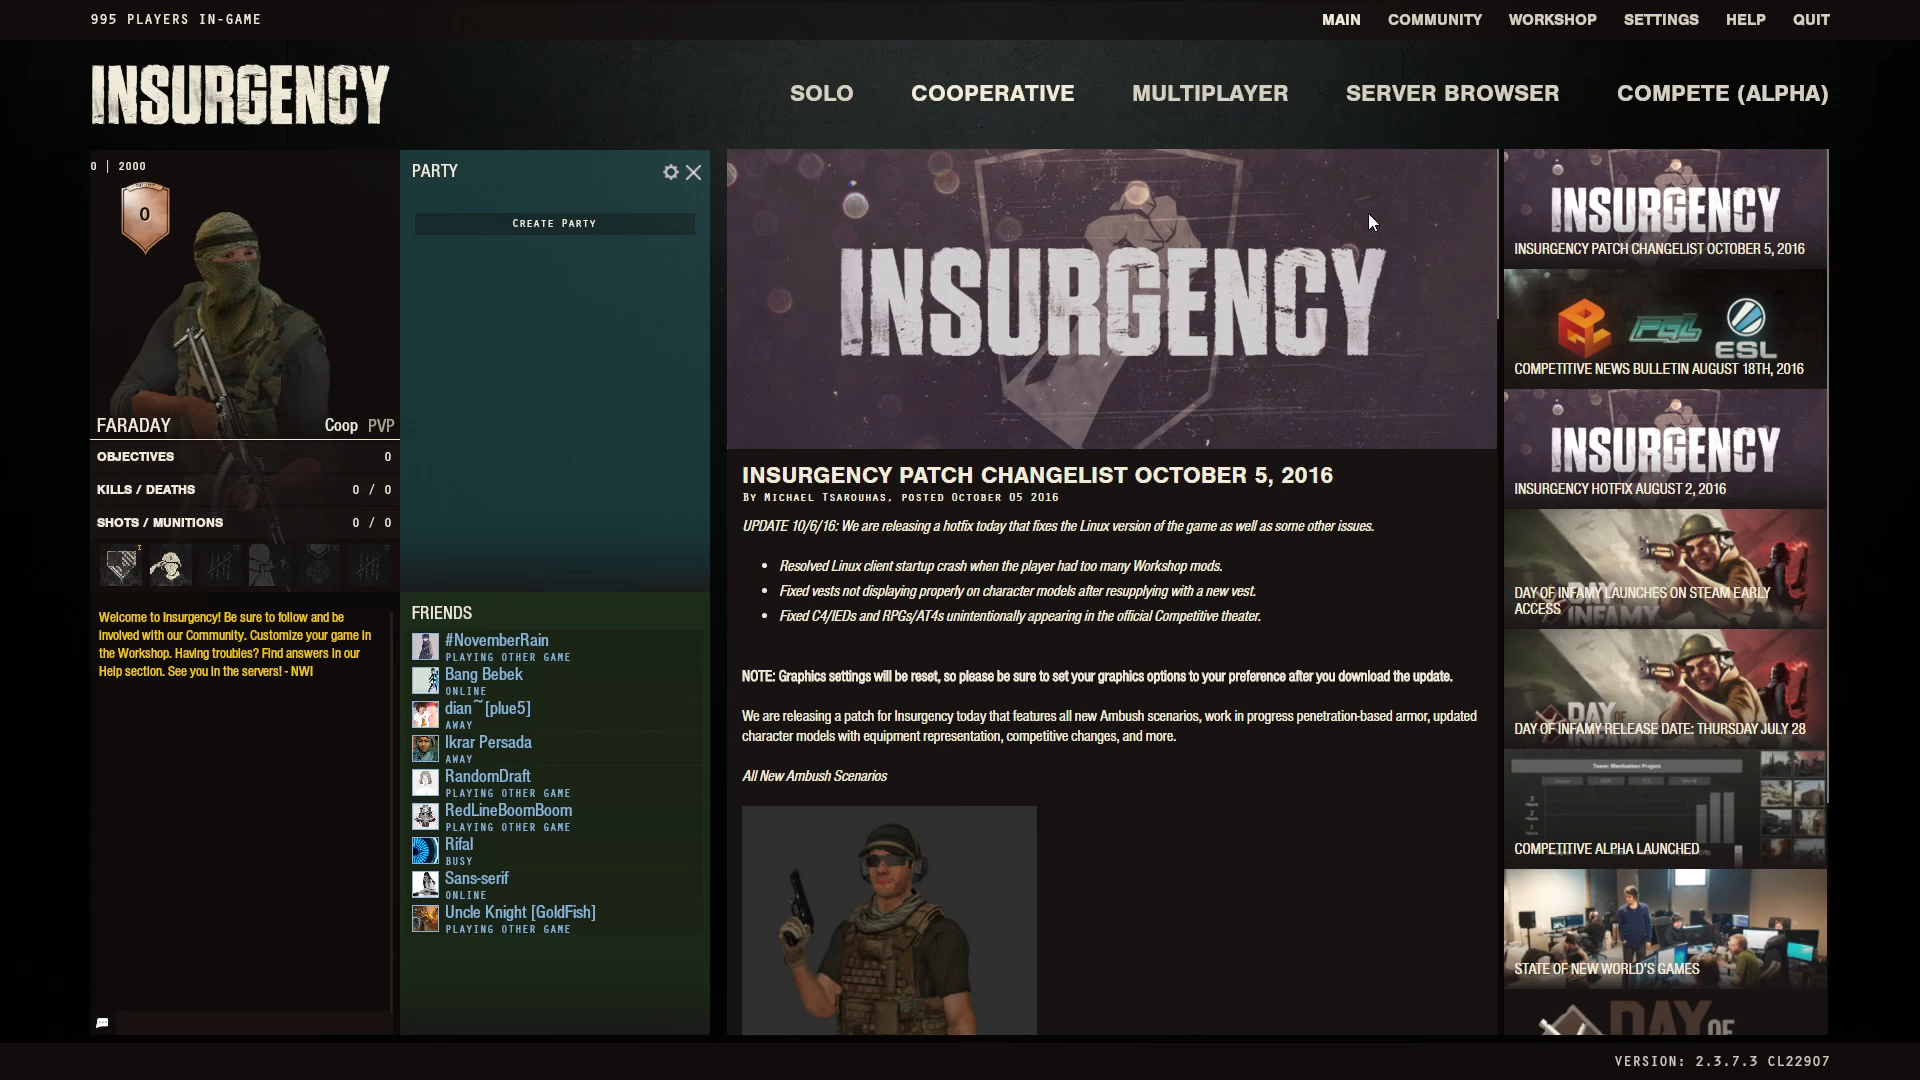 995 PLAYERS IN-GAME
MAIN COMMUNITY WORKSHOP SETTINGS HELP QUIT
INSURGENCY
SOLO COOPERATIVE MULTIPLAYER SERVER BROWSER COMPETE (ALPHA)
0 | 2000
0
FARADAY Coop PVP
OBJECTIVES 0
KILLS / DEATHS 0 / 0
SHOTS / MUNITIONS 0 / 0
Welcome to Insurgency! Be sure to follow and be
involved with our Community. Customize your game in
the Workshop. Having troubles? Find answers in our
Help section. See you in the servers! - NWI
PARTY
CREATE PARTY
FRIENDS
#NovemberRain
PLAYING OTHER GAME
Bang Bebek
ONLINE
dian~[plue5]
AWAY
Ikrar Persada
AWAY
RandomDraft
PLAYING OTHER GAME
RedLineBoomBoom
PLAYING OTHER GAME
Rifal
BUSY
Sans-serif
ONLINE
Uncle Knight [GoldFish]
PLAYING OTHER GAME
INSURGENCY
INSURGENCY PATCH CHANGELIST OCTOBER 5, 2016
BY MICHAEL TSAROUHAS, POSTED OCTOBER 05 2016
UPDATE 10/6/16: We are releasing a hotfix today that fixes the Linux version of the game as well as some other issues.
• Resolved Linux client startup crash when the player had too many Workshop mods.
• Fixed vests not displaying properly on character models after resupplying with a new vest.
• Fixed C4/IEDs and RPGs/AT4s unintentionally appearing in the official Competitive theater.
NOTE: Graphics settings will be reset, so please be sure to set your graphics options to your preference after you download the update.
We are releasing a patch for Insurgency today that features all new Ambush scenarios, work in progress penetration-based armor, updated
character models with equipment representation, competitive changes, and more.
All New Ambush Scenarios
INSURGENCY
INSURGENCY PATCH CHANGELIST OCTOBER 5, 2016
ESL
COMPETITIVE NEWS BULLETIN AUGUST 18TH, 2016
INSURGENCY
INSURGENCY HOTFIX AUGUST 2, 2016
DAY OF INFAMY
DAY OF INFAMY LAUNCHES ON STEAM EARLY
ACCESS
DAY OF
DAY OF INFAMY RELEASE DATE: THURSDAY JULY 28
Team: Manhattan Project
COMPETITIVE ALPHA LAUNCHED
STATE OF NEW WORLD'S GAMES
DAY OF
VERSION: 2.3.7.3 CL22907